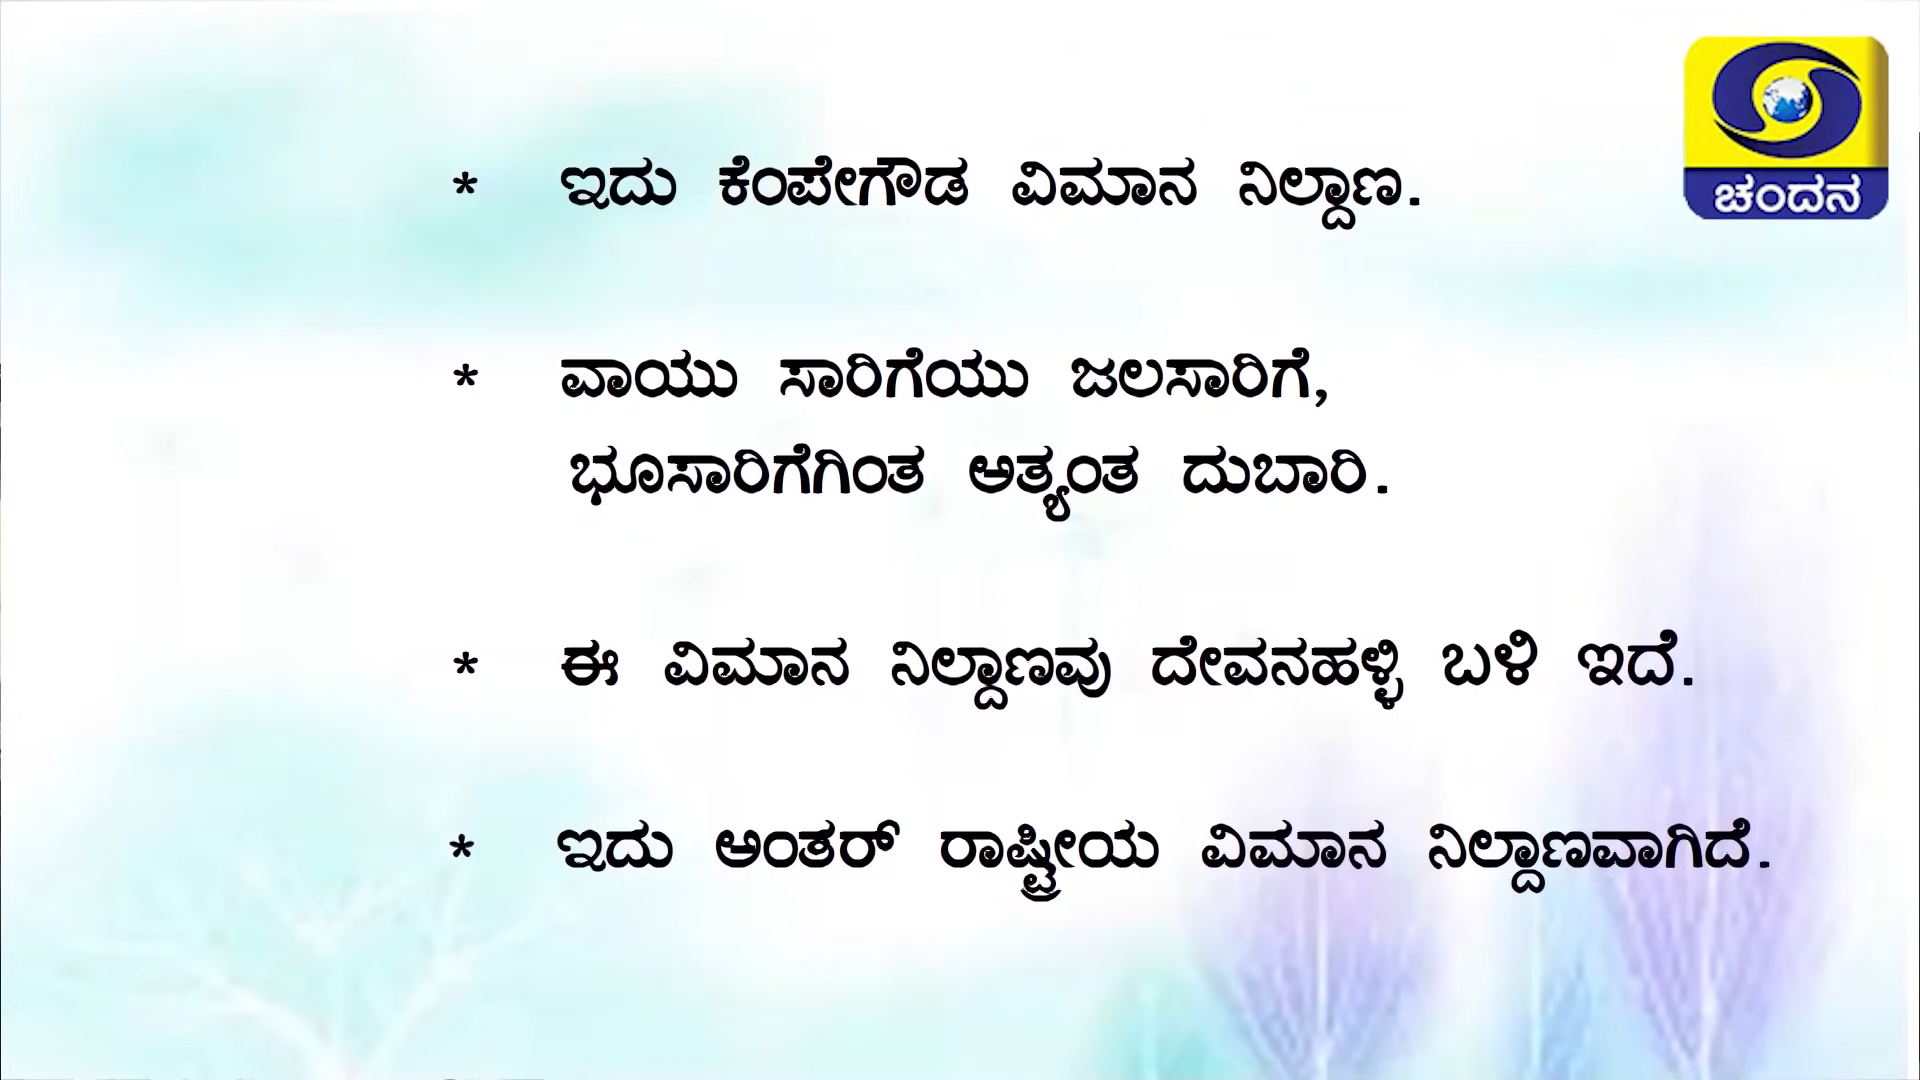 ಚಂದನ
* ಇದು ಕೆಂಪೇಗೌಡ ವಿಮಾನ ನಿಲ್ದಾಣ.
* ವಾಯು ಸಾರಿಗೆಯು ಜಲಸಾರಿಗೆ,
ಭೂಸಾರಿಗೆಗಿಂತ ಅತ್ಯಂತ ದುಬಾರಿ.
* ಈ ವಿಮಾನ ನಿಲ್ದಾಣವು ದೇವನಹಳ್ಳಿ ಬಳಿ ಇದೆ.
* ಇದು ಅಂತರ್ ರಾಷ್ಟ್ರೀಯ ವಿಮಾನ ನಿಲ್ದಾಣವಾಗಿದೆ.